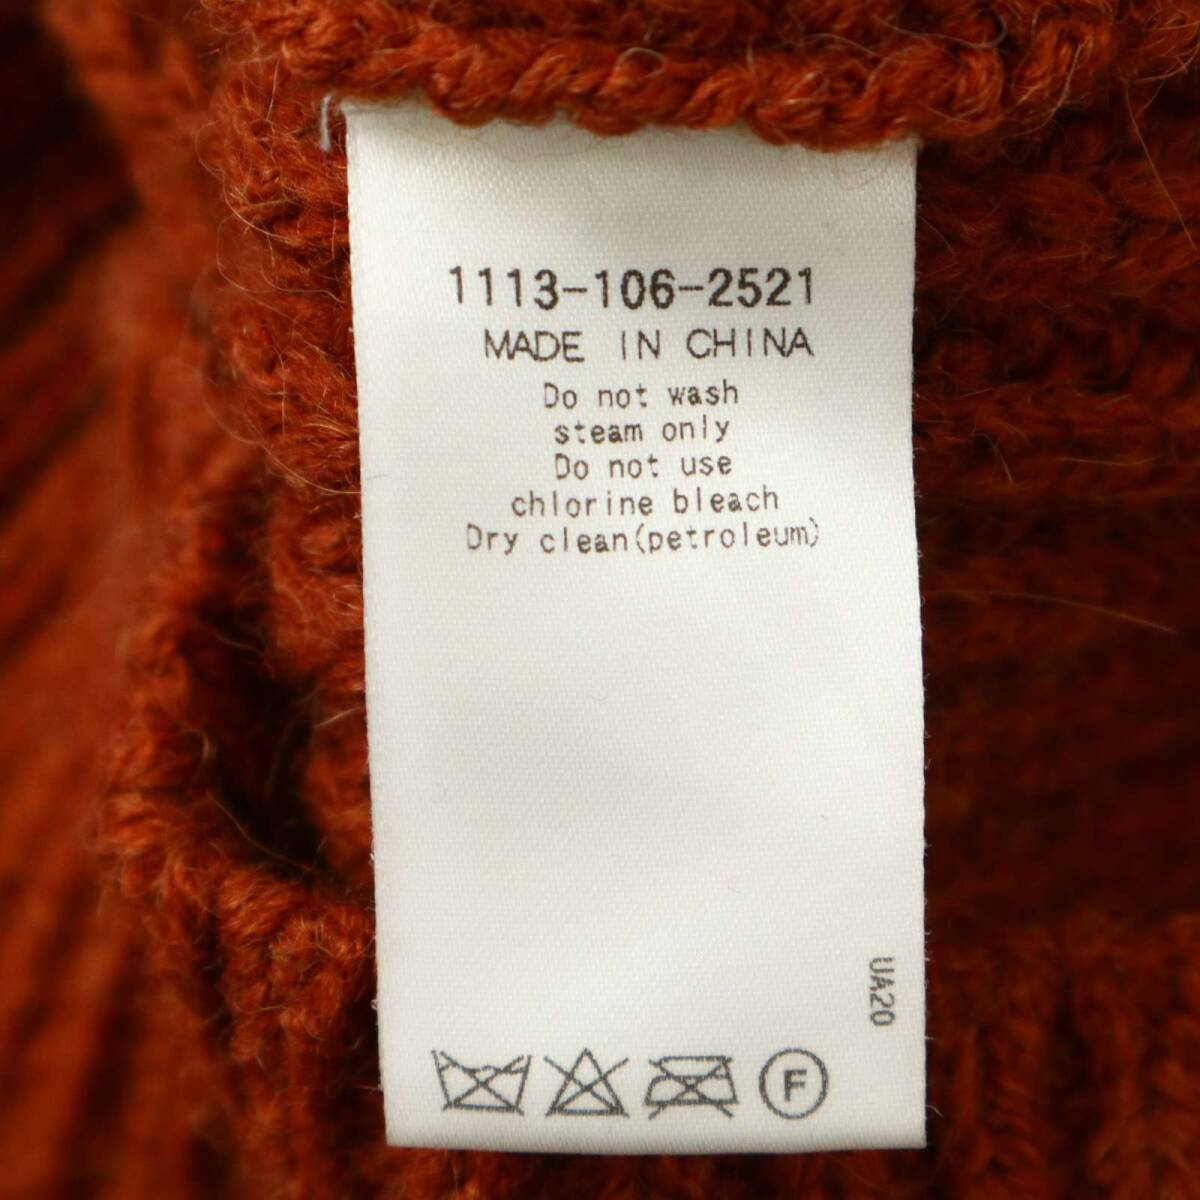 1113-106-2521
MADE IN CHINA
Do not wash
steam only
Do not use
chlorine bleach
Dry clean(petroleum)
UA20
F